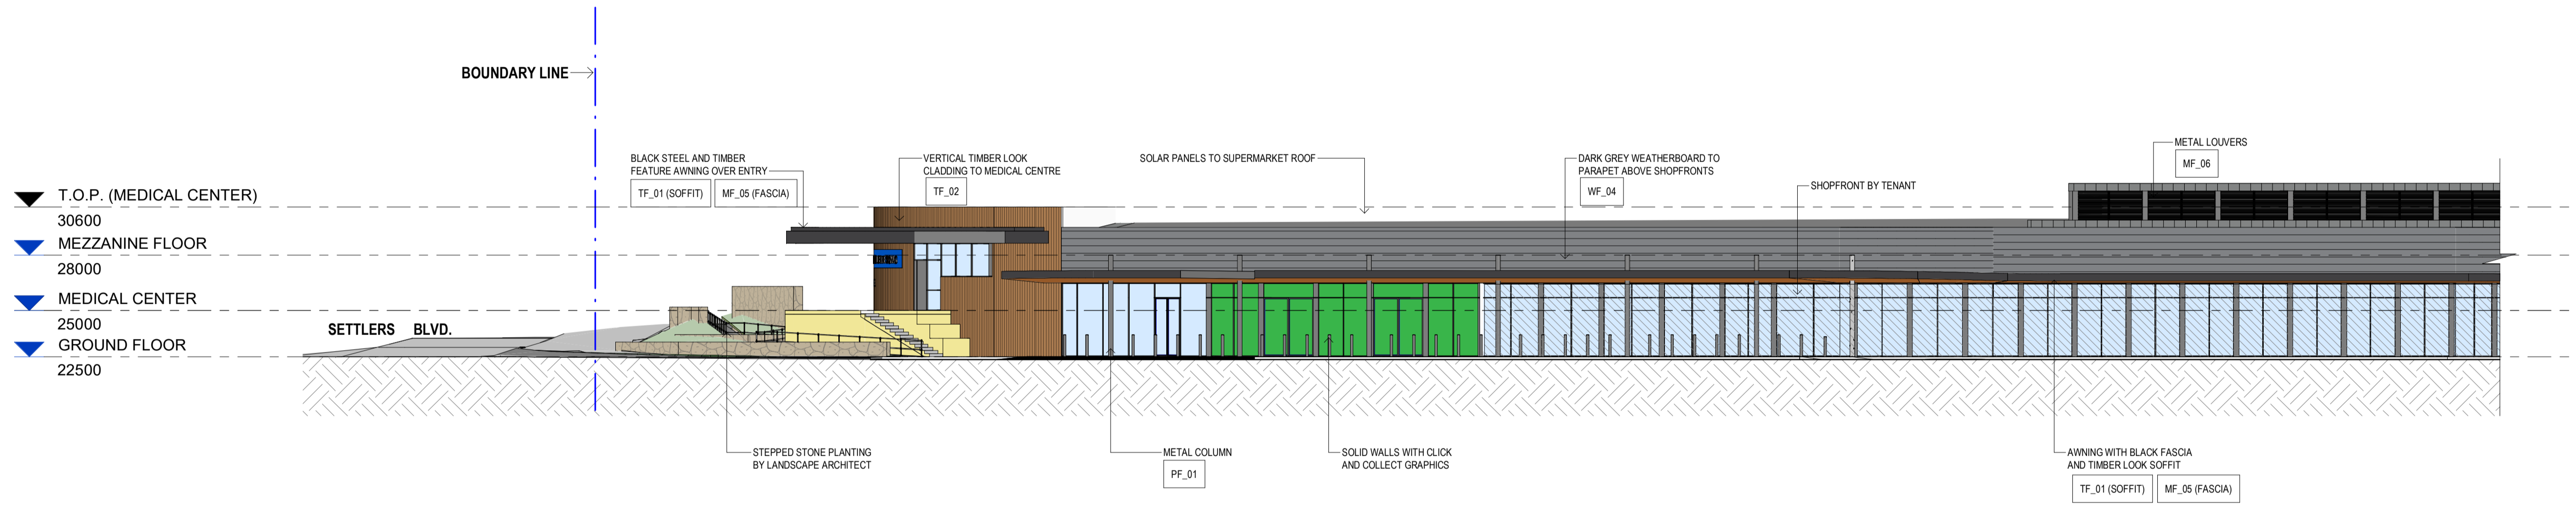 BOUNDARY LINE
METAL LOUVERS
MF_06
BLACK STEEL AND TIMBER
FEATURE AWNING OVER ENTRY
TF_01 (SOFFIT)
MF_05 (FASCIA)
VERTICAL TIMBER LOOK
CLADDING TO MEDICAL CENTRE
TF_02
SOLAR PANELS TO SUPERMARKET ROOF
DARK GREY WEATHERBOARD TO
PARAPET ABOVE SHOPFRONTS
WF_04
SHOPFRONT BY TENANT
T.O.P. (MEDICAL CENTER)
30600
MEZZANINE FLOOR
28000
MEDICAL CENTER
25000
SETTLERS BLVD.
GROUND FLOOR
22500
STEPPED STONE PLANTING
BY LANDSCAPE ARCHITECT
METAL COLUMN
PF_01
SOLID WALLS WITH CLICK
AND COLLECT GRAPHICS
AWNING WITH BLACK FASCIA
AND TIMBER LOOK SOFFIT
TF_01 (SOFFIT)
MF_05 (FASCIA)